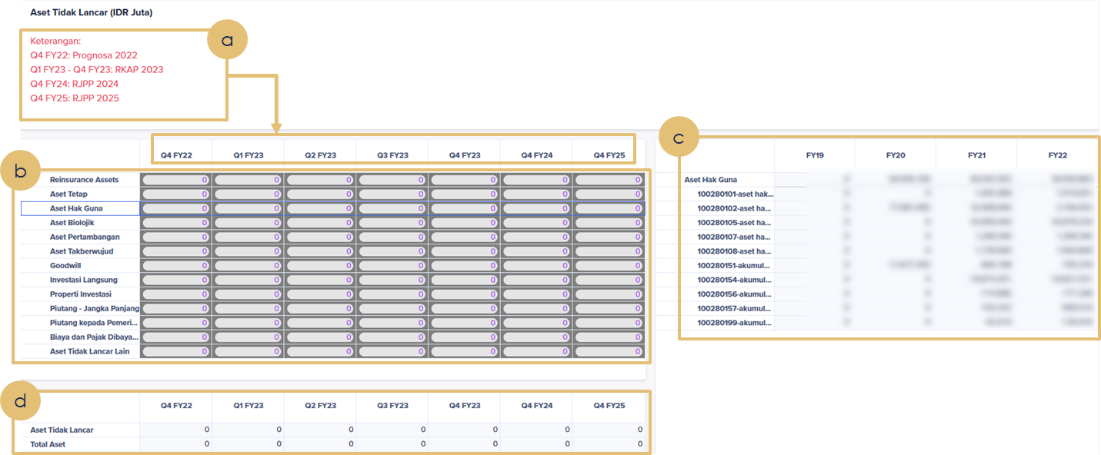 Aset Tidak Lancar (IDR Juta)
Keterangan:
Q4 FY22: Prognosa 2022
Q1 FY23 - Q4 FY23: RKAP 2023
Q4 FY24: RJPP 2024
Q4 FY25: RJPP 2025
a
b
Q4 FY22 Q1 FY23 Q2 FY23 Q3 FY23 Q4 FY23 Q4 FY24 Q4 FY25
Reinsurance Assets 0 0 0 0 0 0 0
Aset Tetap 0 0 0 0 0 0 0
Aset Hak Guna 0 0 0 0 0 0 0
Aset Biolojik 0 0 0 0 0 0 0
Aset Pertambangan 0 0 0 0 0 0 0
Aset Takberwujud 0 0 0 0 0 0 0
Goodwill 0 0 0 0 0 0 0
Investasi Langsung 0 0 0 0 0 0 0
Properti Investasi 0 0 0 0 0 0 0
Piutang - Jangka Panjang 0 0 0 0 0 0 0
Piutang kepada Pemeri... 0 0 0 0 0 0 0
Biaya dan Pajak Dibaya... 0 0 0 0 0 0 0
Aset Tidak Lancar Lain 0 0 0 0 0 0 0
c
FY19 FY20 FY21 FY22
Aset Hak Guna
100280101-aset hak...
100280102-aset ha...
100280105-aset ha...
100280107-aset ha...
100280108-aset ha...
100280151-akumul...
100280154-akumul...
100280156-akumul...
100280157-akumul...
100280199-akumul...
d
Q4 FY22 Q1 FY23 Q2 FY23 Q3 FY23 Q4 FY23 Q4 FY24 Q4 FY25
Aset Tidak Lancar 0 0 0 0 0 0 0
Total Aset 0 0 0 0 0 0 0